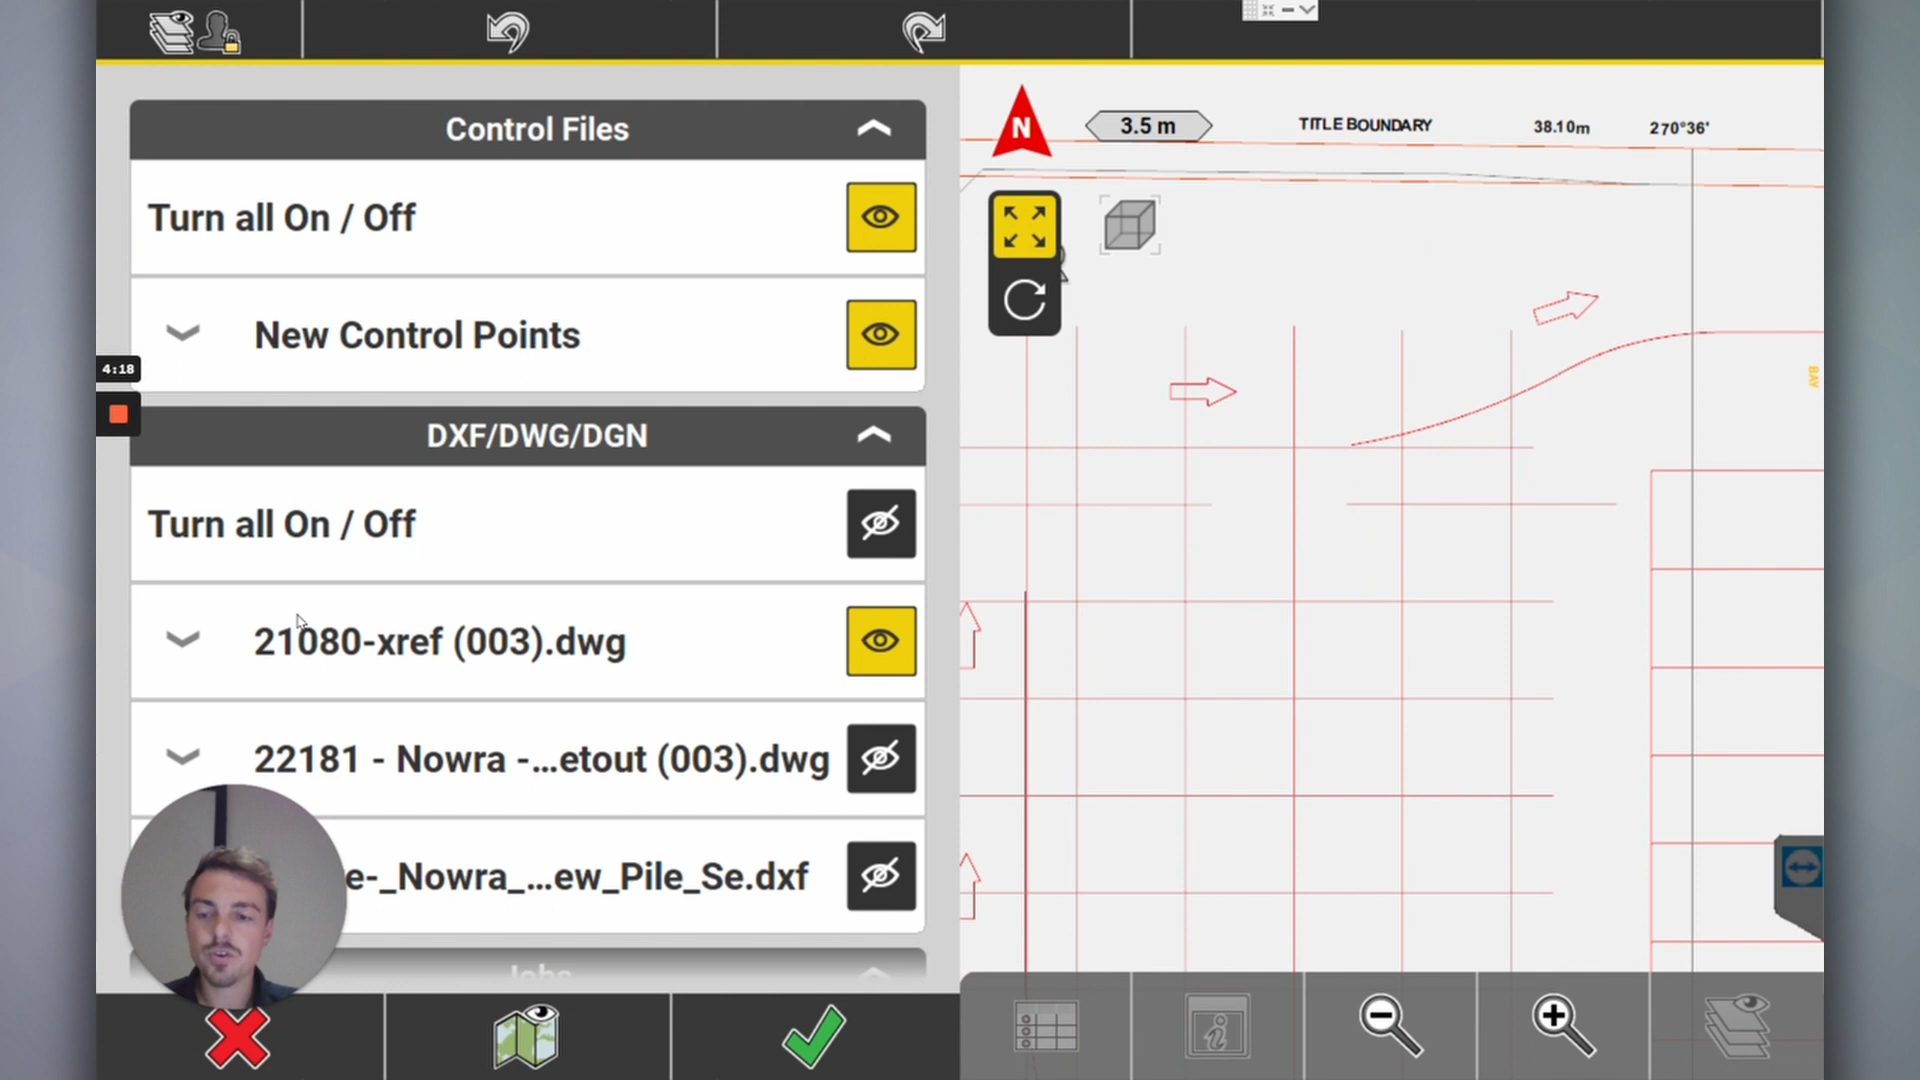 Control Files
Turn all On / Off
New Control Points
4:18
DXF/DWG/DGN
Turn all On / Off
21080-xref (003).dwg
22181 - Nowra -...etout (003).dwg
e-_Nowra_...ew_Pile_Se.dxf
Jobs
N
3.5 m
TITLE BOUNDARY
38.10m
270°36'
BAY